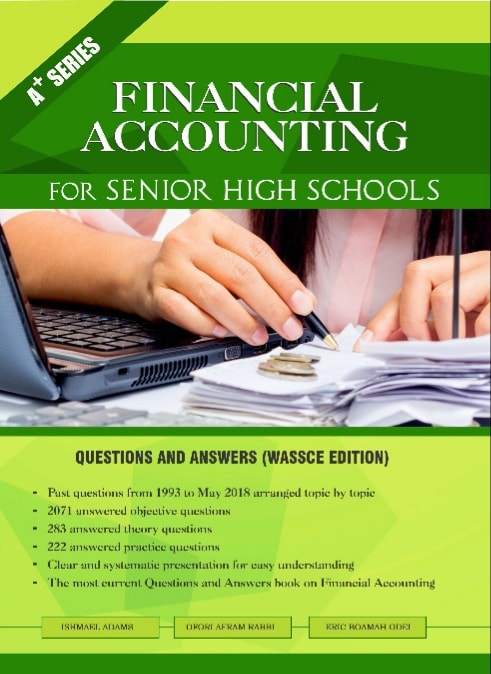 A+ SERIES
FINANCIAL
ACCOUNTING
FOR SENIOR HIGH SCHOOLS
QUESTIONS AND ANSWERS (WASSCE EDITION)
- Past questions from 1993 to May 2018 arranged topic by topic
- 2071 answered objective questions
- 283 answered theory questions
- 222 answered practice questions
- Clear and systematic presentation for easy understanding
- The most current Questions and Answers book on Financial Accounting
ISHMAEL ADAMS
OFORI AFRAM RABBI
ERIC BOAMAH ODEI